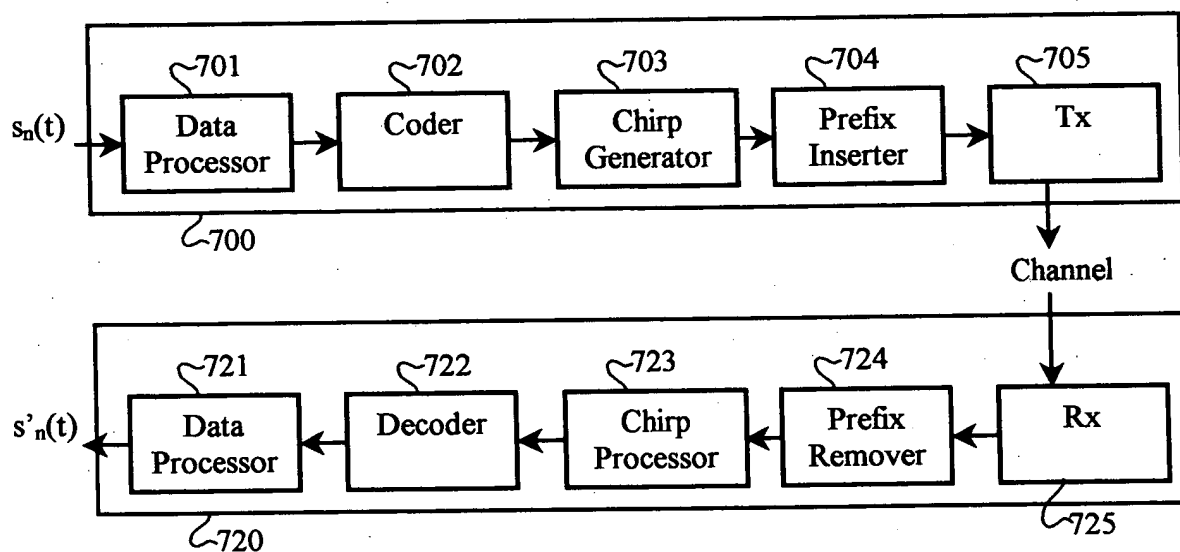 701 702 703 704 705
s_n(t) Data Processor Coder Chirp Generator Prefix Inserter Tx
700
Channel
721 722 723 724
s'_n(t) Data Processor Decoder Chirp Processor Prefix Remover Rx
720 725